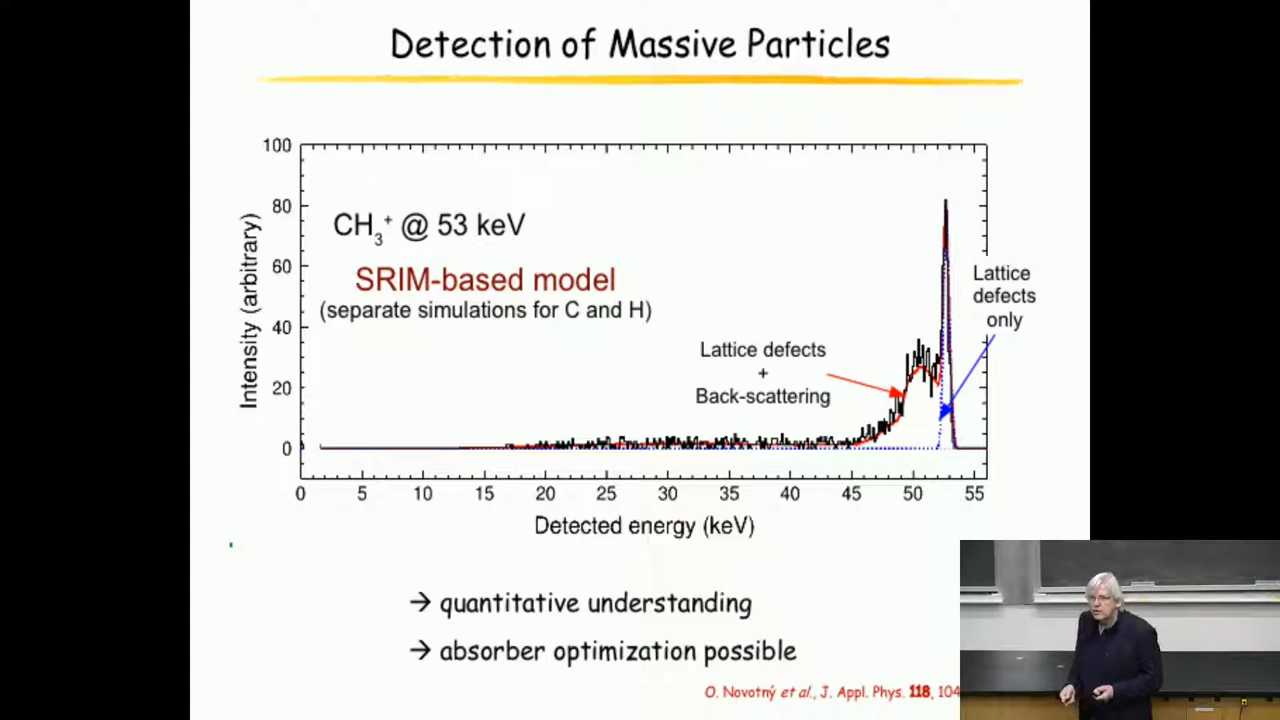 Detection of Massive Particles
100
80
60
40
20
0
Intensity (arbitrary)
CH3+ @ 53 keV
SRIM-based model
(separate simulations for C and H)
Lattice
defects
only
Lattice defects
+
Back-scattering
0 5 10 15 20 25 30 35 40 45 50 55
Detected energy (keV)
→ quantitative understanding
→ absorber optimization possible
O. Novotný et al., J. Appl. Phys. 118, 104